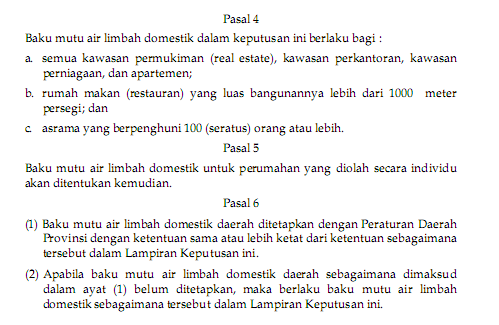 Pasal 4
Baku mutu air limbah domestik dalam keputusan ini berlaku bagi :
a. semua kawasan permukiman (real estate), kawasan perkantoran, kawasan
perniagaan, dan apartemen;
b. rumah makan (restauran) yang luas bangunannya lebih dari 1000 meter
persegi; dan
c. asrama yang berpenghuni 100 (seratus) orang atau lebih.
Pasal 5
Baku mutu air limbah domestik untuk perumahan yang diolah secara individu
akan ditentukan kemudian.
Pasal 6
(1) Baku mutu air limbah domestik daerah ditetapkan dengan Peraturan Daerah
Provinsi dengan ketentuan sama atau lebih ketat dari ketentuan sebagaimana
tersebut dalam Lampiran Keputusan ini.
(2) Apabila baku mutu air limbah domestik daerah sebagaimana dimaksud
dalam ayat (1) belum ditetapkan, maka berlaku baku mutu air limbah
domestik sebagaimana tersebut dalam Lampiran Keputusan ini.